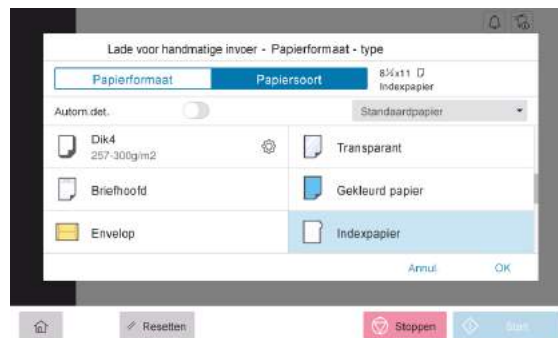 Lade voor handmatige invoer - Papierformaat - type
Papierformaat
Papiersoort
8½x11
Indexpapier
Autom.det.
Standaardpapier
Dik4
257-300g/m2
Transparant
Briefhoofd
Gekleurd papier
Envelop
Indexpapier
Annul.
OK
Resetten
Stoppen
Start